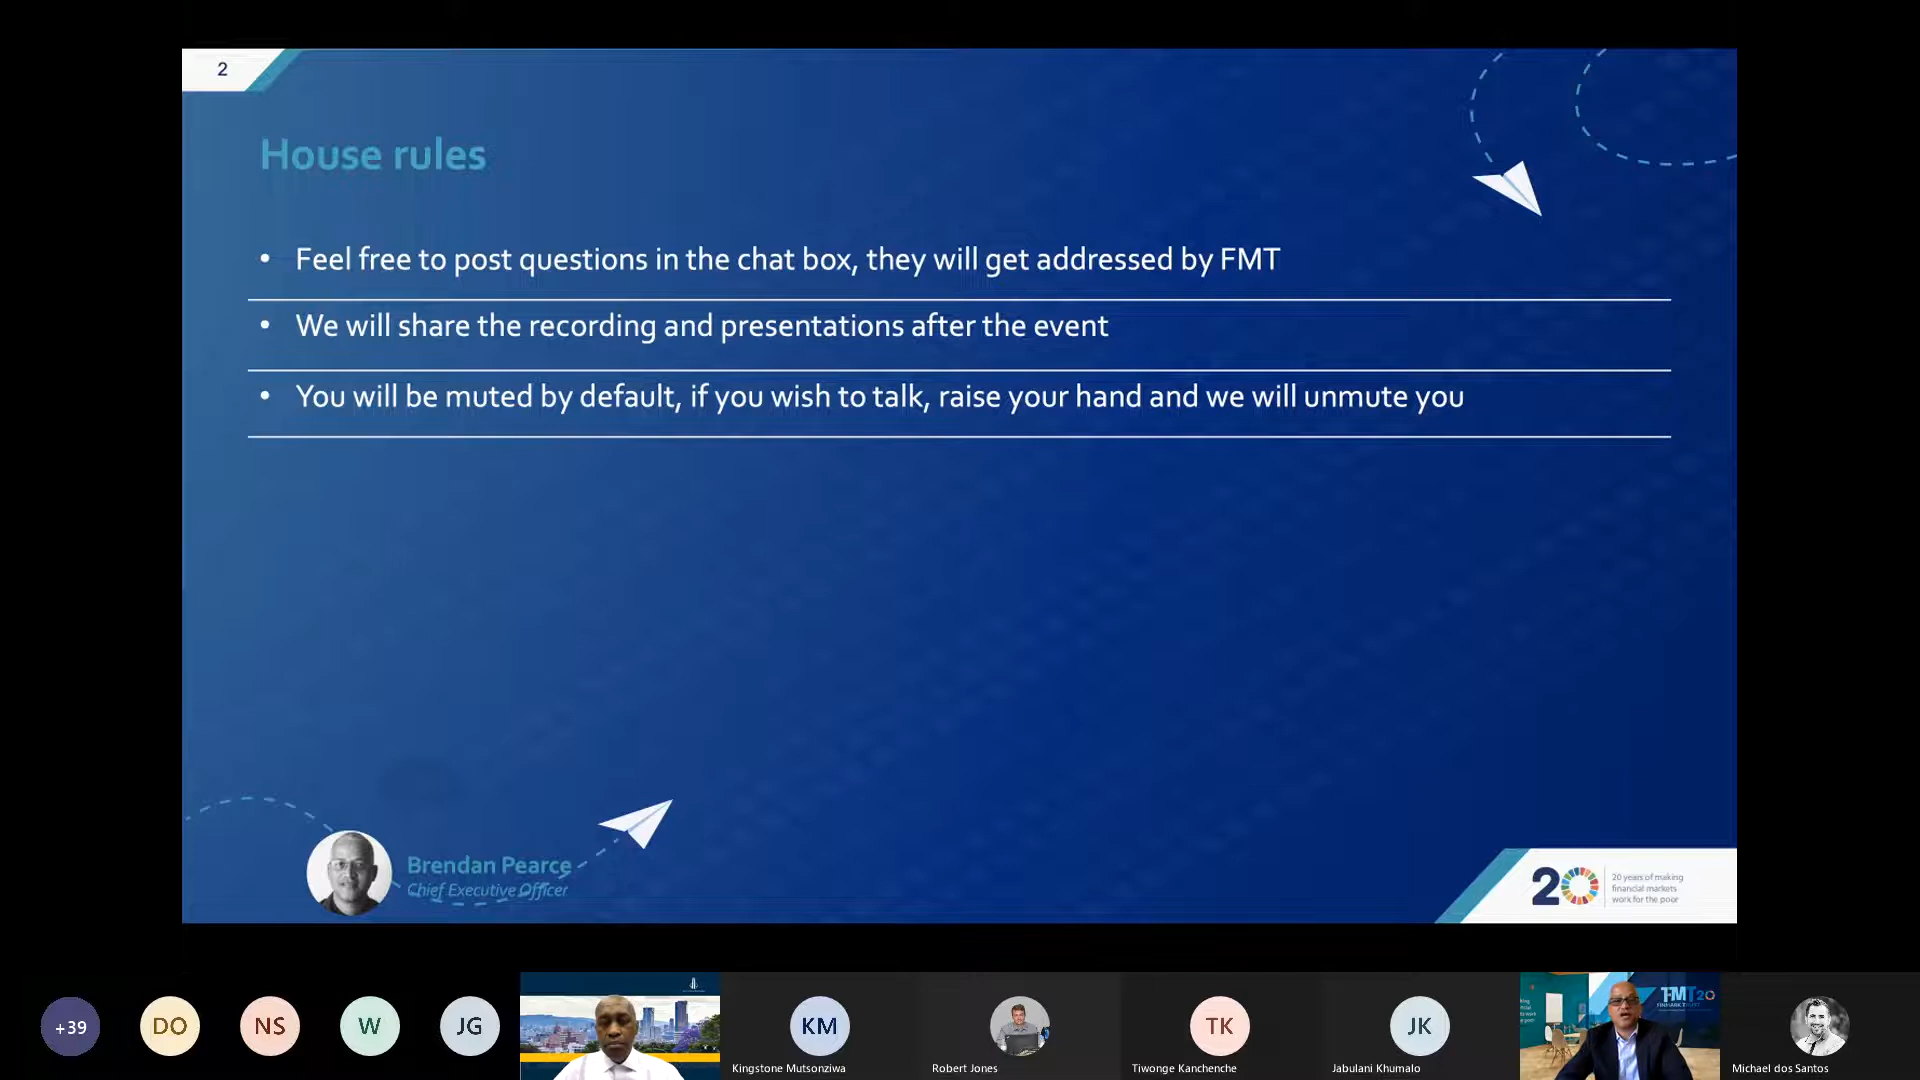 2
House rules
• Feel free to post questions in the chat box, they will get addressed by FMT
• We will share the recording and presentations after the event
• You will be muted by default, if you wish to talk, raise your hand and we will unmute you
Brendan Pearce
Chief Executive Officer
20
20 years of making
financial markets
work for the poor
+39
DO
NS
W
JG
KM
Kingstone Mutsonziwa
Robert Jones
TK
Tiwonge Kanchenche
JK
Jabulani Khumalo
FMT20
FINMARK TRUST
Michael dos Santos